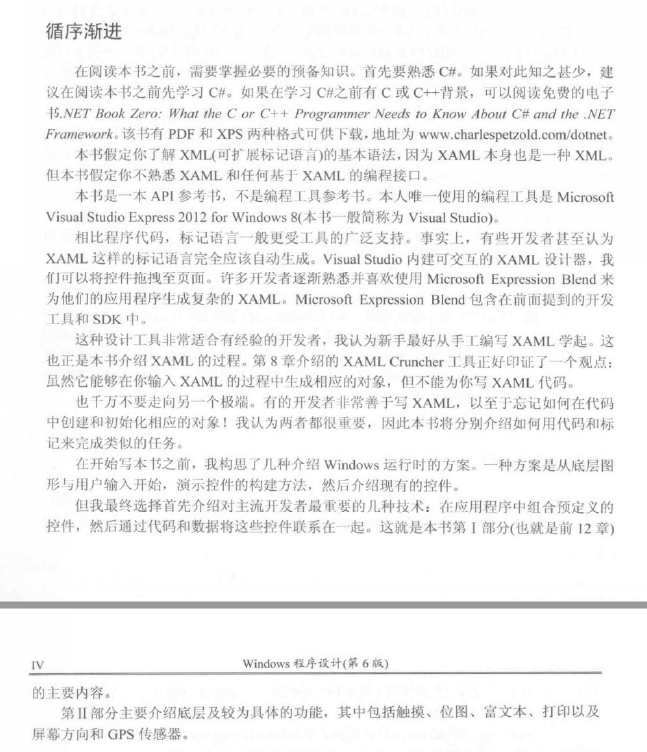 循序渐进
在阅读本书之前，需要掌握必要的预备知识。首先要熟悉 C#。如果对此知之甚少，建
议在阅读本书之前先学习 C#。如果在学习 C#之前有 C 或 C++背景，可以阅读免费的电子
书.NET Book Zero: What the C or C++ Programmer Needs to Know About C# and the .NET
Framework。该书有 PDF 和 XPS 两种格式可供下载，地址为 www.charlespetzold.com/dotnet。
本书假定你了解 XML(可扩展标记语言)的基本语法，因为 XAML 本身也是一种 XML。
但本书假定你不熟悉 XAML 和任何基于 XAML 的编程接口。
本书是一本 API 参考书，不是编程工具参考书。本人唯一使用的编程工具是 Microsoft
Visual Studio Express 2012 for Windows 8(本书一般简称为 Visual Studio)。
相比程序代码，标记语言一般更受工具的广泛支持。事实上，有些开发者甚至认为
XAML 这样的标记语言完全应该自动生成。Visual Studio 内建可交互的 XAML 设计器，我
们可以将控件拖拽至页面。许多开发者逐渐熟悉并喜欢使用 Microsoft Expression Blend 来
为他们的应用程序生成复杂的 XAML。Microsoft Expression Blend 包含在前面提到的开发
工具和 SDK 中。
这种设计工具非常适合有经验的开发者，我认为新手最好从手工编写 XAML 学起。这
也正是本书介绍 XAML 的过程。第 8 章介绍的 XAML Cruncher 工具正好印证了一个观点：
虽然它能够在你输入 XAML 的过程中生成相应的对象，但不能为你写 XAML 代码。
也千万不要走向另一个极端。有的开发者非常善于写 XAML，以至于忘记如何在代码
中创建和初始化相应的对象！我认为两者都很重要，因此本书将分别介绍如何用代码和标
记来完成类似的任务。
在开始写本书之前，我构思了几种介绍 Windows 运行时的方案。一种方案是从底层图
形与用户输入开始，演示控件的构建方法，然后介绍现有的控件。
但我最终选择首先介绍对主流开发者最重要的几种技术：在应用程序中组合预定义的
控件，然后通过代码和数据将这些控件联系在一起。这就是本书第 I 部分(也就是前 12 章)
IV Windows 程序设计(第 6 版)
的主要内容。
第 II 部分主要介绍底层及较为具体的功能，其中包括触摸、位图、富文本、打印以及
屏幕方向和 GPS 传感器。